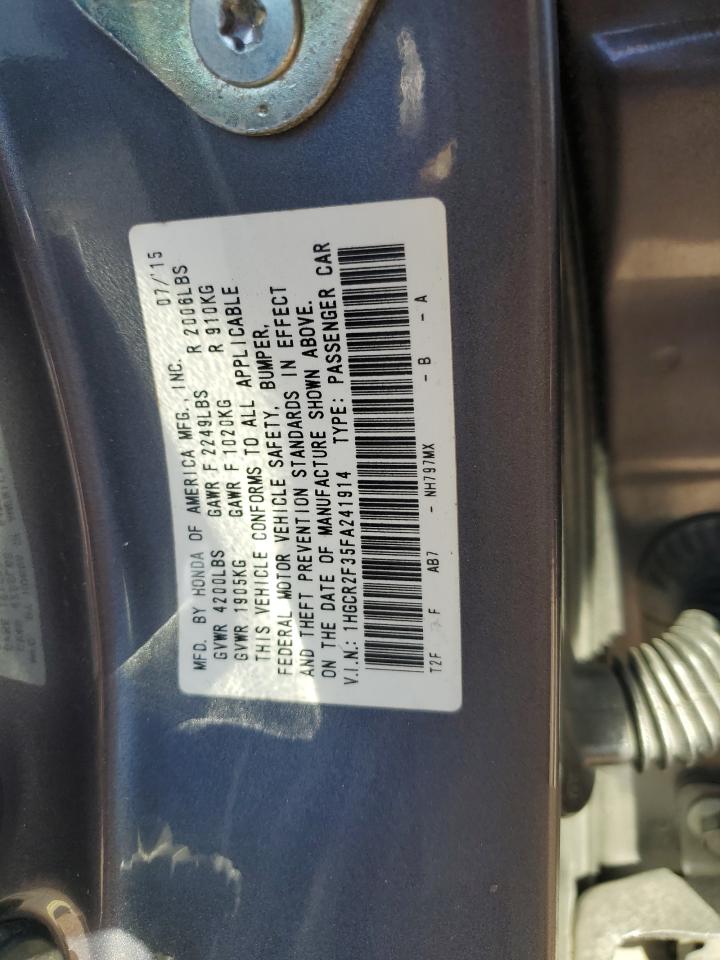 MFD. BY HONDA OF AMERICA MFG., INC. 07/'15
GVWR 4200LBS GAWR F 2249LBS R 2006LBS
GVWR 1905KG GAWR F 1020KG R 910KG
THIS VEHICLE CONFORMS TO ALL APPLICABLE
FEDERAL MOTOR VEHICLE SAFETY, BUMPER,
AND THEFT PREVENTION STANDARDS IN EFFECT
ON THE DATE OF MANUFACTURE SHOWN ABOVE.
V.I.N.: 1HGCR2F35FA241914 TYPE: PASSENGER CAR
T2F F AB7 - NH797MX - B - A